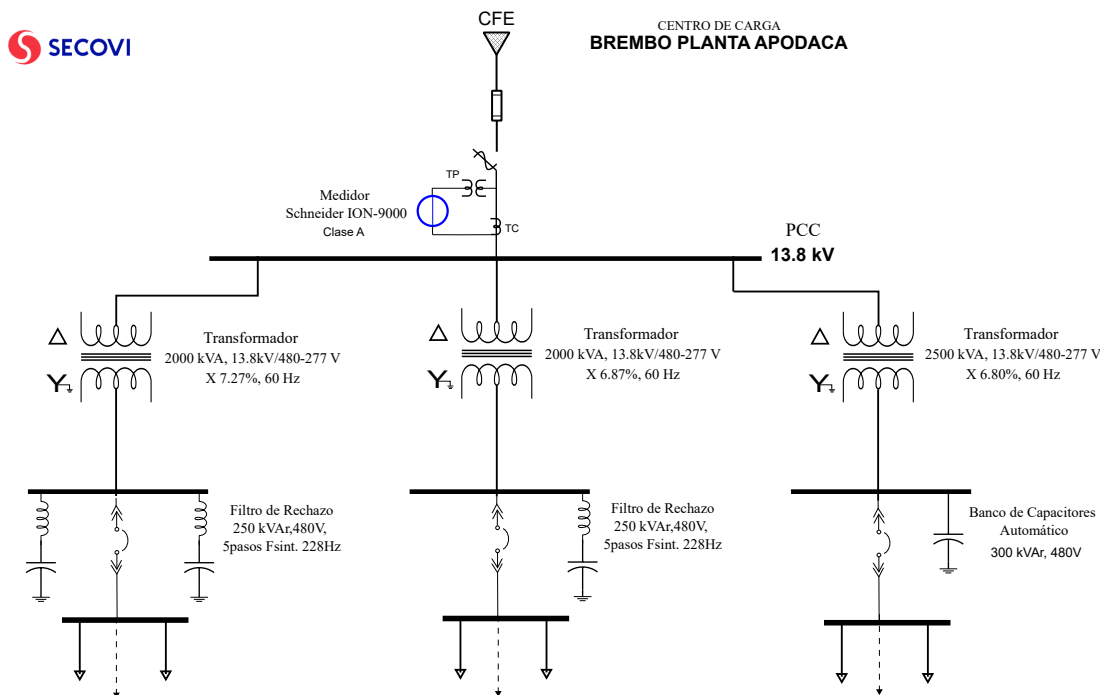 SECOVI
CFE
CENTRO DE CARGA
BREMBO PLANTA APODACA
TP
Medidor
Schneider ION-9000
Clase A
TC
PCC
13.8 kV
Transformador
2000 kVA, 13.8kV/480-277 V
X 7.27%, 60 Hz
Transformador
2000 kVA, 13.8kV/480-277 V
X 6.87%, 60 Hz
Transformador
2500 kVA, 13.8kV/480-277 V
X 6.80%, 60 Hz
Filtro de Rechazo
250 kVAr,480V,
5pasos Fsint. 228Hz
Filtro de Rechazo
250 kVAr,480V,
5pasos Fsint. 228Hz
Banco de Capacitores
Automático
300 kVAr, 480V